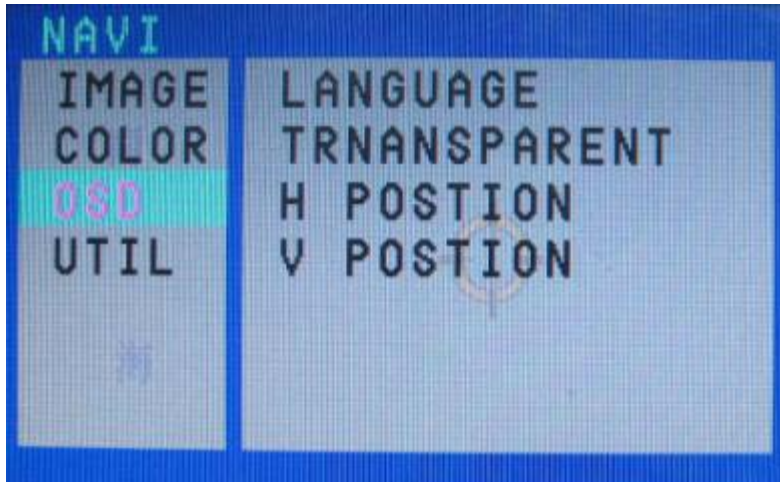 NAVI
IMAGE
COLOR
OSD
UTIL
LANGUAGE
TRNANSPARENT
H POSTION
V POSTION